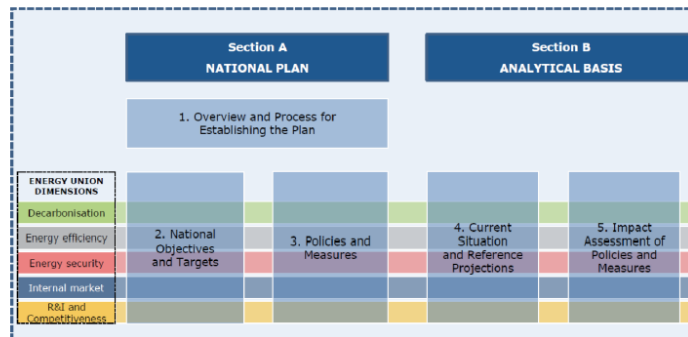 Section A
NATIONAL PLAN
Section B
ANALYTICAL BASIS
1. Overview and Process for
Establishing the Plan
ENERGY UNION
DIMENSIONS
Decarbonisation
Energy efficiency
Energy security
Internal market
R&I and
Competitiveness
2. National
Objectives
and Targets
3. Policies and
Measures
4. Current
Situation
and Reference
Projections
5. Impact
Assessment of
Policies and
Measures